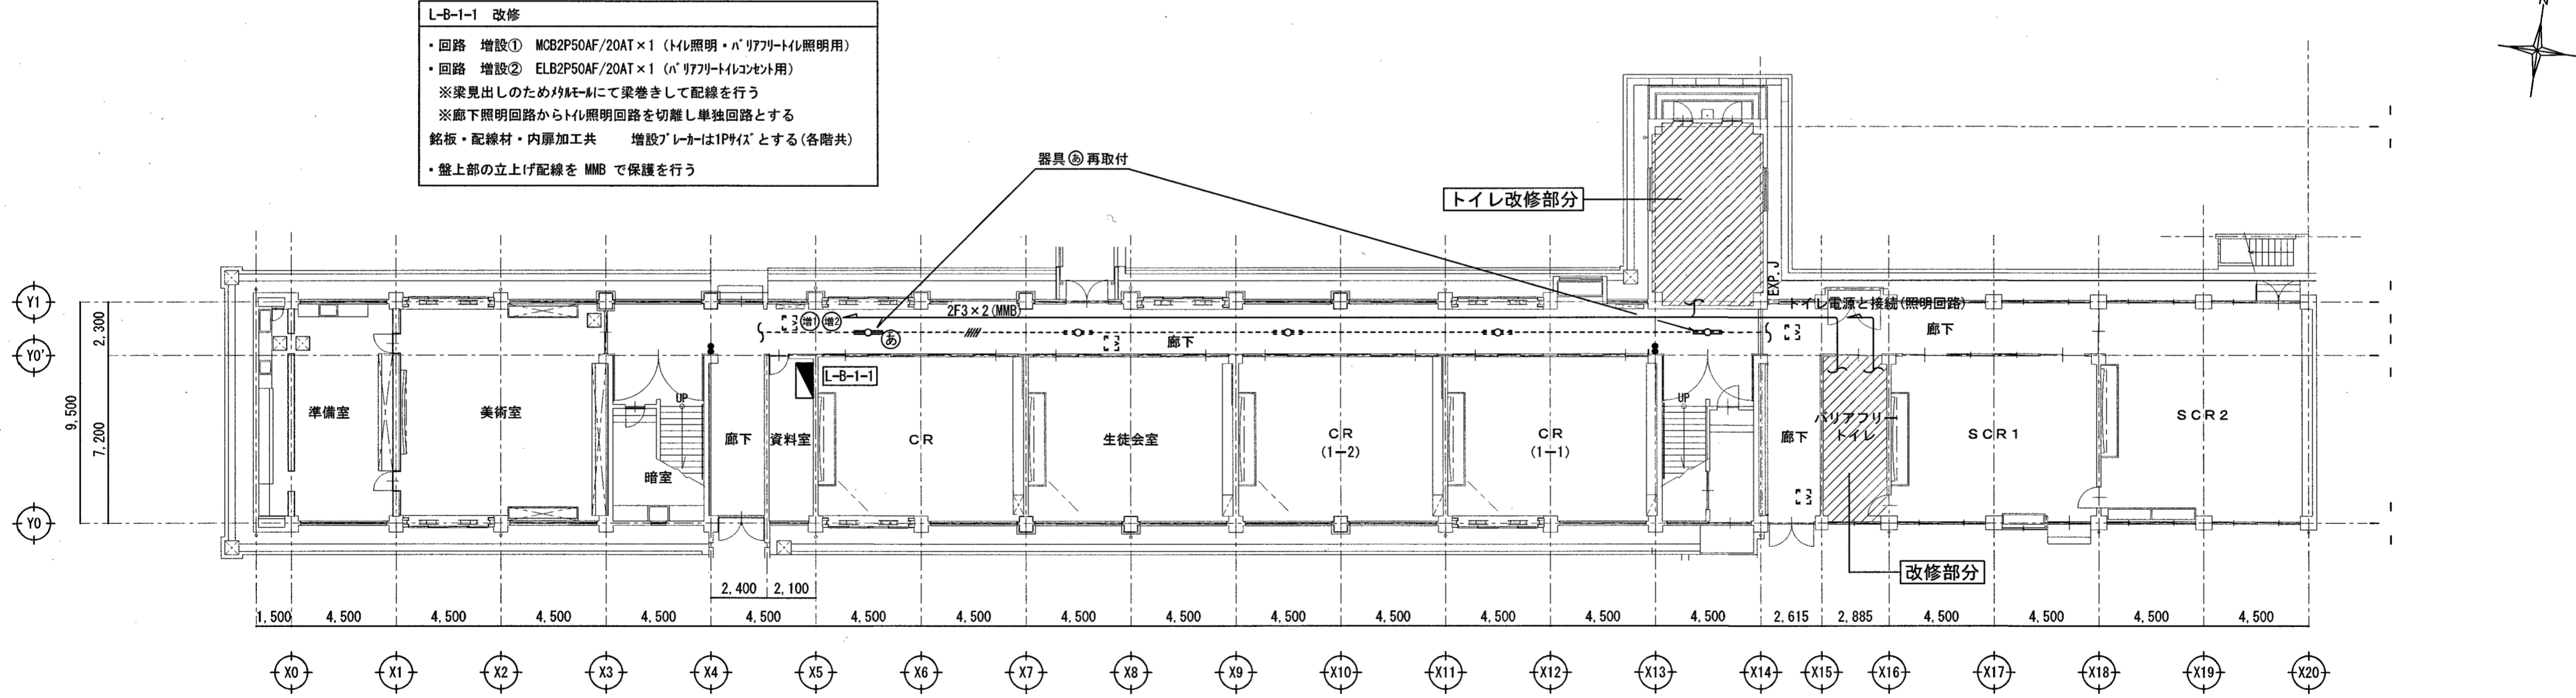 L-B-1-1 改修
・回路 増設① MCB2P50AF/20AT×1 (ﾄｲﾚ照明・ﾊﾞﾘｱﾌﾘｰﾄｲﾚ照明用)
・回路 増設② ELB2P50AF/20AT×1 (ﾊﾞﾘｱﾌﾘｰﾄｲﾚｺﾝｾﾝﾄ用)
※梁見出しのためﾒﾀﾙﾓｰﾙにて梁巻きして配線を行う
※廊下照明回路からﾄｲﾚ照明回路を切離し単独回路とする
銘板・配線材・内扉加工共 増設ﾌﾞﾚｰｶｰは1Pｻｲｽﾞとする(各階共)
・盤上部の立上げ配線を MMB で保護を行う
N
器具あ再取付
トイレ改修部分
EXP.J
Y1
Y0'
Y0
2,300
7,200
9,500
増1 増2
2F3×2(MMB)
トイレ電源と接続(照明回路)
あ
廊下
廊下
L-B-1-1
準備室
美術室
UP
暗室
廊下
資料室
CR
生徒会室
CR
(1-2)
CR
(1-1)
UP
廊下
バリアフリー
トイレ
SCR1
SCR2
改修部分
2,400 2,100
1,500 4,500 4,500 4,500 4,500 4,500 4,500 4,500 4,500 4,500 4,500 4,500 4,500 4,500 4,500 2,615 2,885 4,500 4,500 4,500 4,500
X0 X1 X2 X3 X4 X5 X6 X7 X8 X9 X10 X11 X12 X13 X14 X15 X16 X17 X18 X19 X20